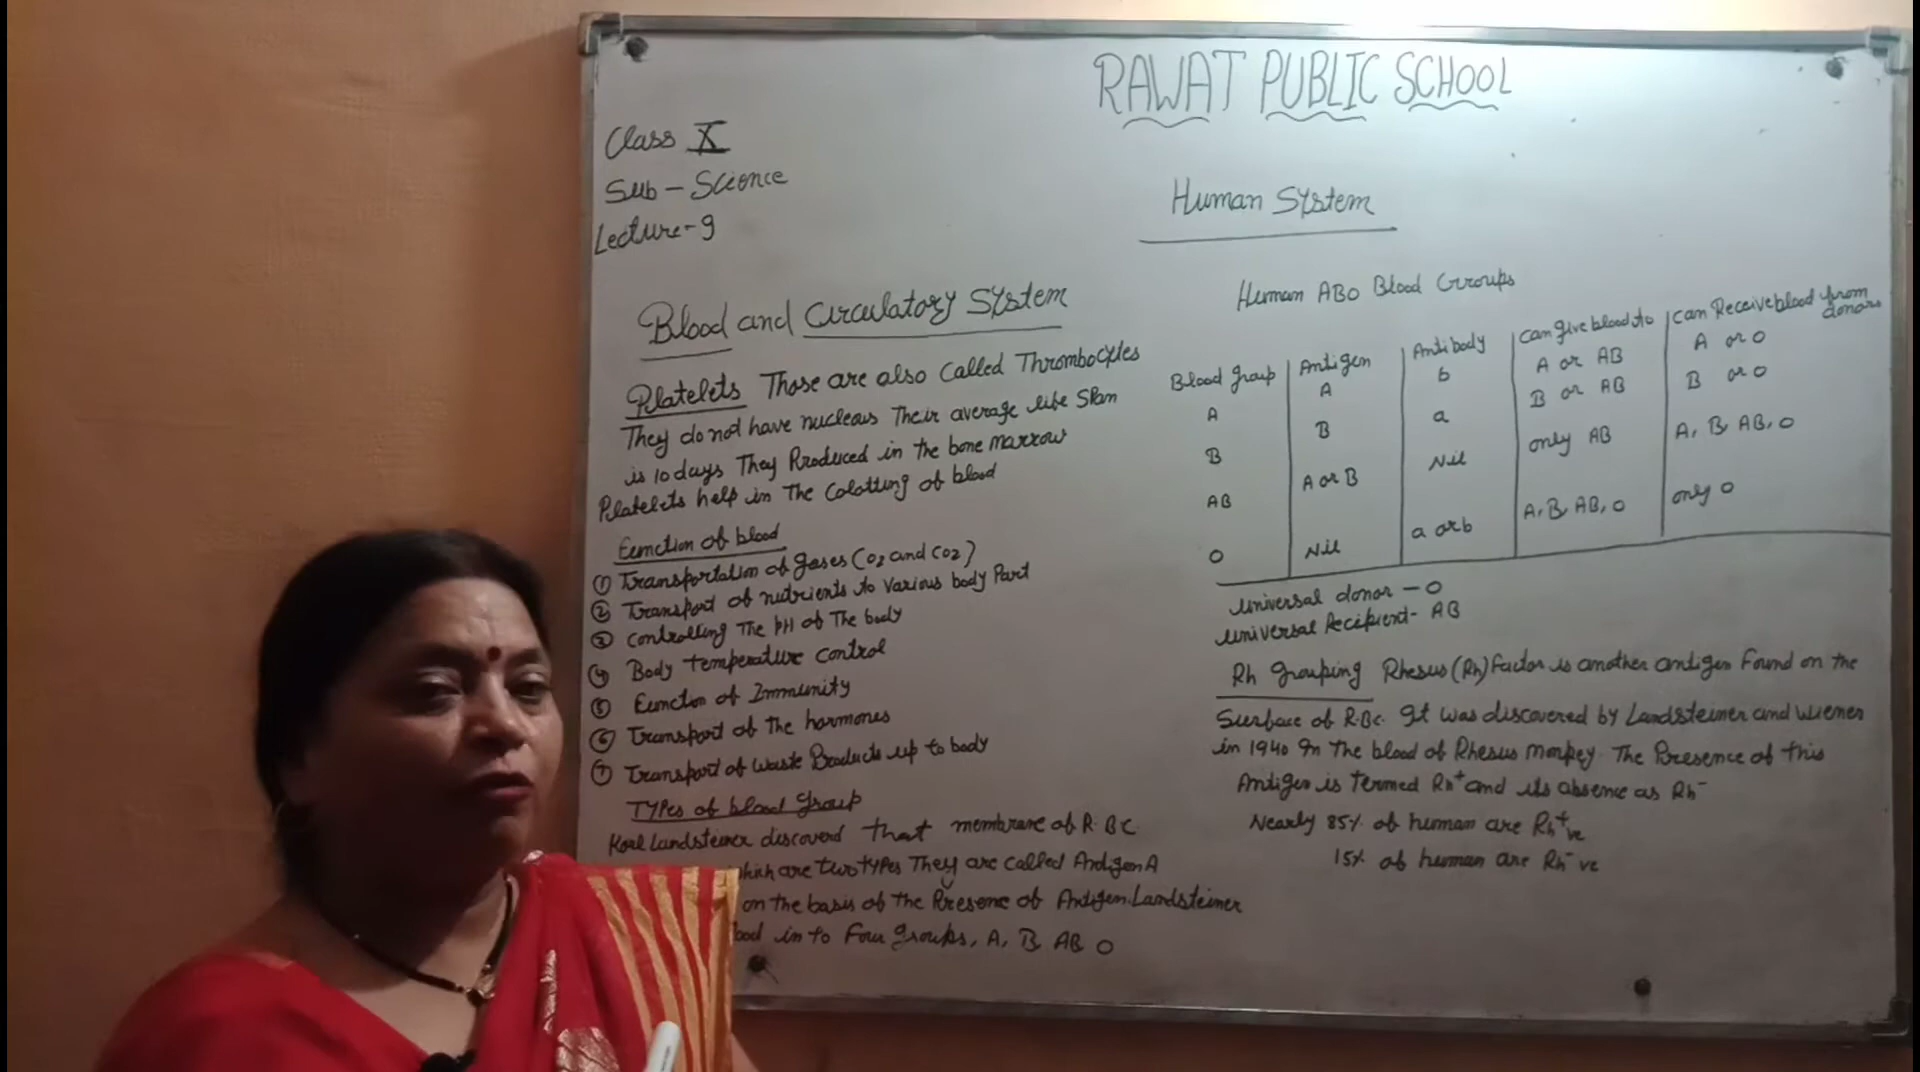 RAWAT PUBLIC SCHOOL
Class X
Sub - Science
Lecture - 9
Human System
Blood and Circulatory System
Platelets Those are also Called Thrombocytes
They do not have nucleous Their average life Span
is 10 days They Produced in the bone marrow
Platelets help in The Colotting of blood
Function of blood
① Transportation of gases (O2 and CO2)
② Transport of nutrients to various body Part
③ Controlling The PH of The body
④ Body temperature control
⑤ Function of Immunity
⑥ Transport of the hormones
⑦ Transport of Waste Products up to body
Types of blood Group
Karl Landsteiner discoverd that membrane of R.B.C.
which are two types They are called Antigen A
on the basis of the Presence of Antigen. Landsteiner
in to Four groups, A, B AB O
Human ABO Blood Groups
Blood group Antigen Antibody Can give blood to Can Receive blood from donars
A A b A or AB A or O
B B a B or AB B or O
AB A or B Nil only AB A, B, AB, O
O Nil a or b A, B, AB, O only O
Universal donor - O
Universal Recipient - AB
Rh grouping Rhesus (Rh) Factor is another antigen Found on the
Surface of R.B.C. It was discovered by Landsteiner and Wiener
in 1940 In The blood of Rhesus Monkey. The Presence of this
Antigen is termed Rh+ and its absence as Rh-
Nearly 85% of human are Rh+ve
15% of human are Rh- ve